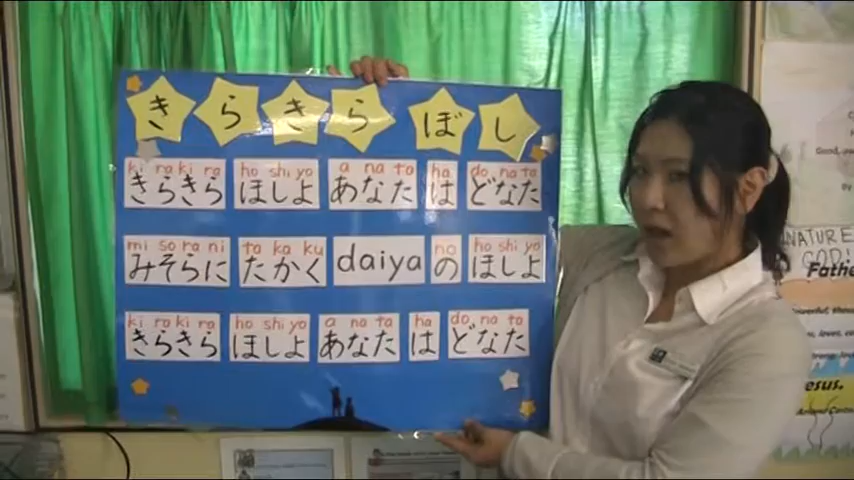 きらきらぼし
ki ra ki ra ho shi yo a na ta ha do na ta
きらきら ほしよ あなた は どなた
mi so ra ni ta ka ku no ho shi yo
みそらに たかく daiya の ほしよ
ki ra ki ra ho shi yo a na ta ha do na ta
きらきら ほしよ あなた は どなた
NATURE
GOD
Father